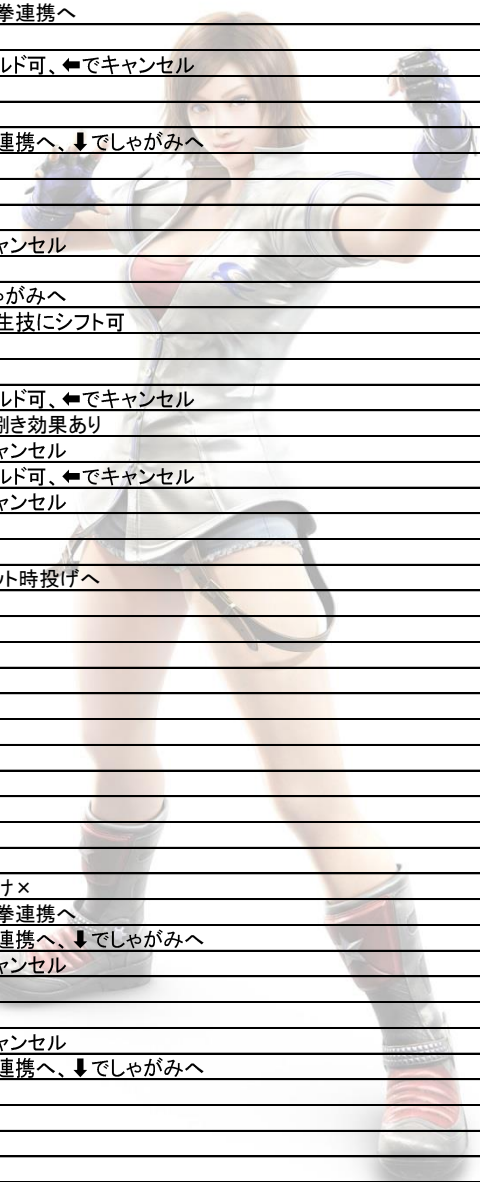 拳連携へ
ルド可、⬅でキャンセル
連携へ、⬇でしゃがみへ
ャンセル
ゃがみへ
生技にシフト可
ルド可、⬅でキャンセル
捌き効果あり
ャンセル
ルド可、⬅でキャンセル
ャンセル
ット時投げへ
け×
拳連携へ
連携へ、⬇でしゃがみへ
ャンセル
ャンセル
連携へ、⬇でしゃがみへ